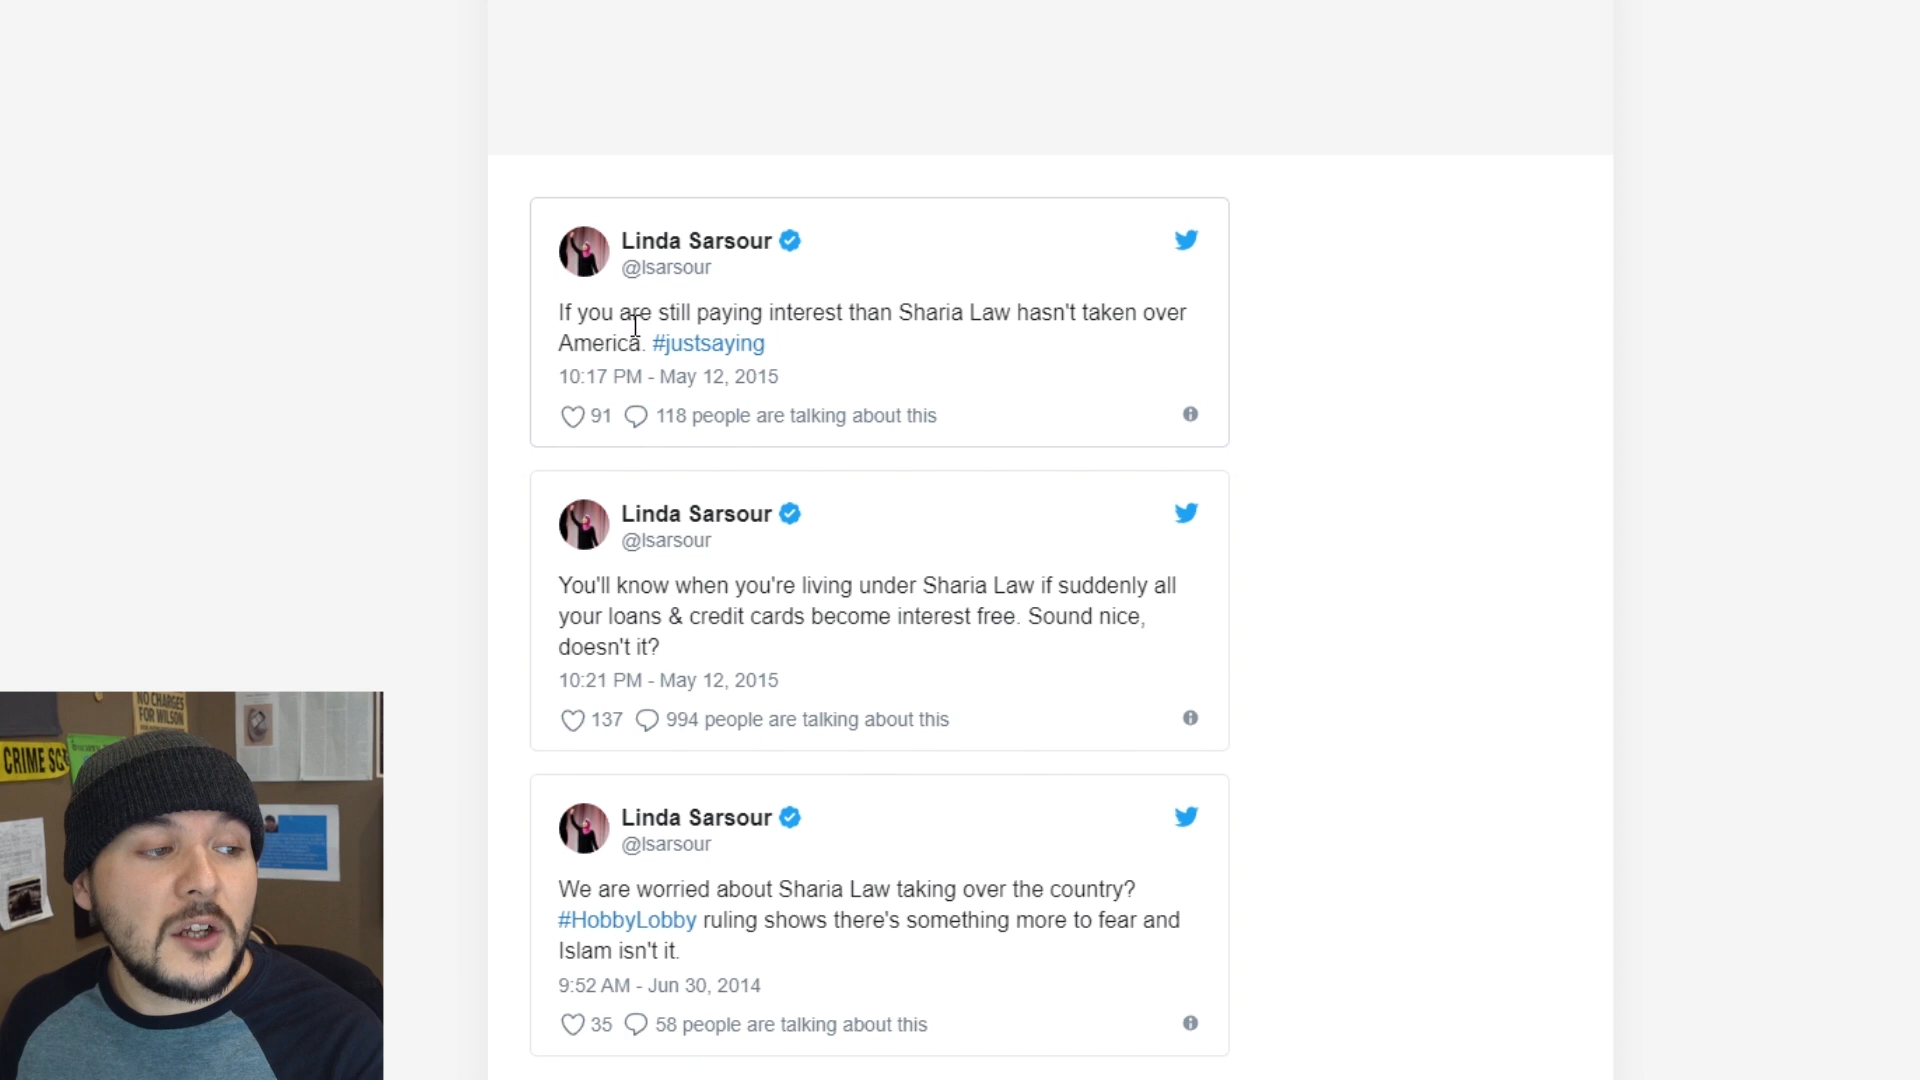 Linda Sarsour
@lsarsour
If you are still paying interest than Sharia Law hasn't taken over
America. #justsaying
10:17 PM - May 12, 2015
91 118 people are talking about this
Linda Sarsour
@lsarsour
You'll know when you're living under Sharia Law if suddenly all
your loans & credit cards become interest free. Sound nice,
doesn't it?
10:21 PM - May 12, 2015
137 994 people are talking about this
Linda Sarsour
@lsarsour
We are worried about Sharia Law taking over the country?
#HobbyLobby ruling shows there's something more to fear and
Islam isn't it.
9:52 AM - Jun 30, 2014
35 58 people are talking about this
NO CHARGES
FOR WILSON
CRIME SC